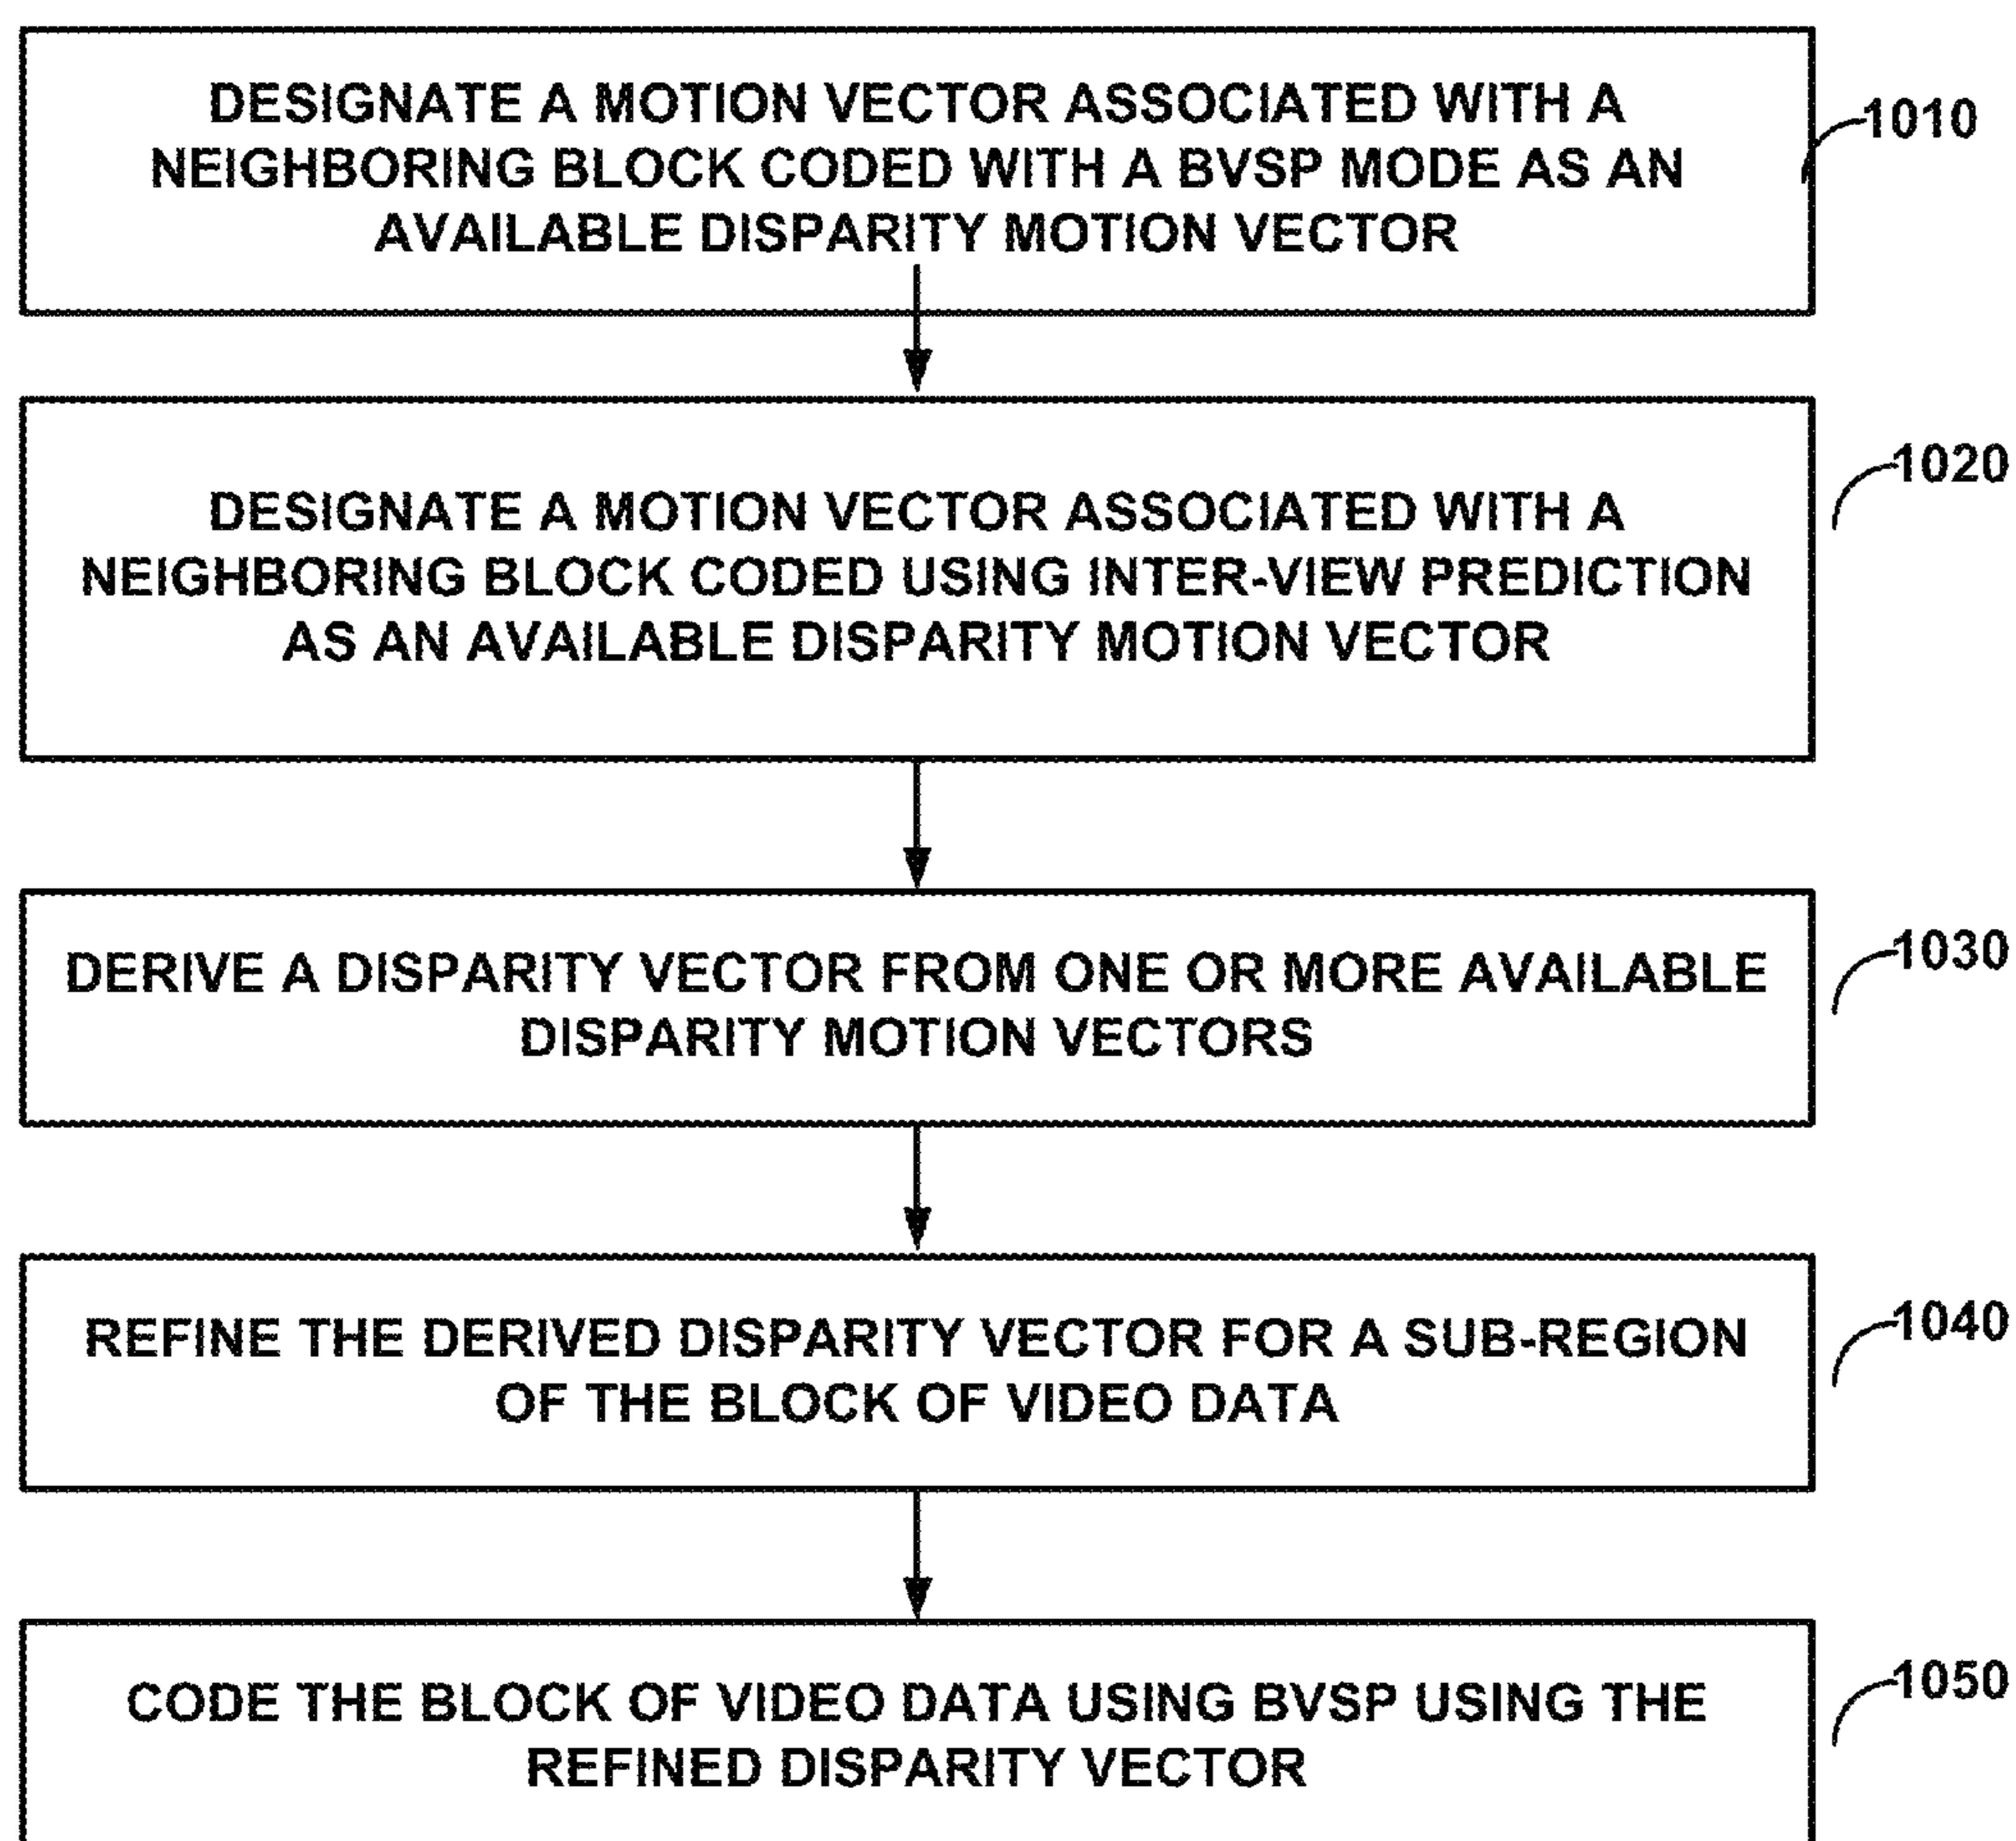 DESIGNATE A MOTION VECTOR ASSOCIATED WITH A
NEIGHBORING BLOCK CODED WITH A BVSP MODE AS AN
AVAILABLE DISPARITY MOTION VECTOR
1010
DESIGNATE A MOTION VECTOR ASSOCIATED WITH A
NEIGHBORING BLOCK CODED USING INTER-VIEW PREDICTION
AS AN AVAILABLE DISPARITY MOTION VECTOR
1020
DERIVE A DISPARITY VECTOR FROM ONE OR MORE AVAILABLE
DISPARITY MOTION VECTORS
1030
REFINE THE DERIVED DISPARITY VECTOR FOR A SUB-REGION
OF THE BLOCK OF VIDEO DATA
1040
CODE THE BLOCK OF VIDEO DATA USING BVSP USING THE
REFINED DISPARITY VECTOR
1050